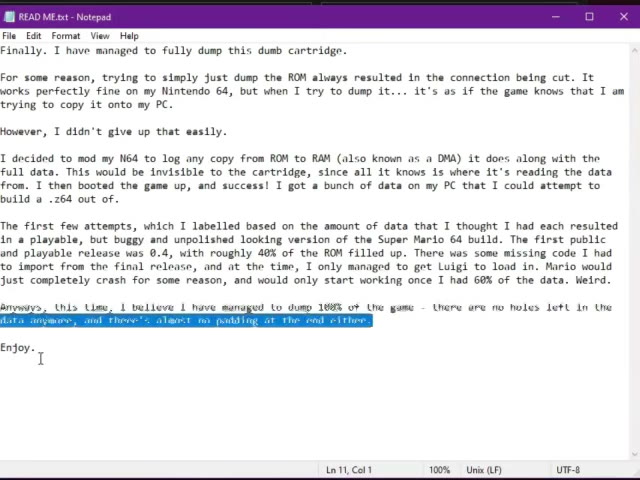 READ ME.txt - Notepad
File Edit Format View Help
Finally. I have managed to fully dump this dumb cartridge.
For some reason, trying to simply just dump the ROM always resulted in the connection being cut. It
works perfectly fine on my Nintendo 64, but when I try to dump it... it's as if the game knows that I am
trying to copy it onto my PC.
However, I didn't give up that easily.
I decided to mod my N64 to log any copy from ROM to RAM (also known as a DMA) it does along with the
full data. This would be invisible to the cartridge, since all it knows is where it's reading the data
from. I then booted the game up, and success! I got a bunch of data on my PC that I could attempt to
build a .z64 out of.
The first few attempts, which I labelled based on the amount of data that I thought I had each resulted
in a playable, but buggy and unpolished looking version of the Super Mario 64 build. The first public
and playable release was 0.4, with roughly 40% of the ROM filled up. There was some missing code I had
to import from the final release, and at the time, I only managed to get Luigi to load in. Mario would
just completely crash for some reason, and would only start working once I had 60% of the data. Weird.
Anyways, this time, I believe I have managed to dump 100% of the game - there are no holes left in the
data anymore, and there's almost no padding at the end either.
Enjoy.
Ln 11, Col 1 100% Unix (LF) UTF-8